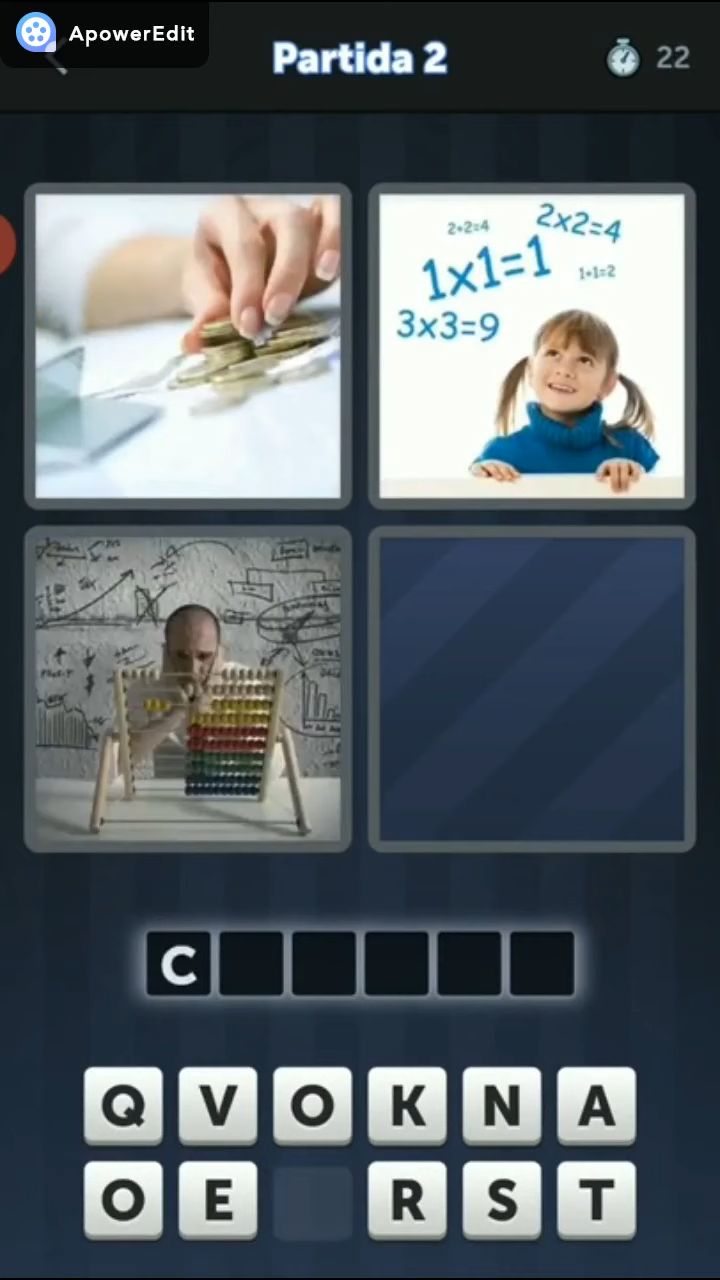 ApowerEdit
Partida 2
22
2+2=4
2x2=4
1x1=1
1+1=2
3x3=9
C
Q V O K N A
O E R S T